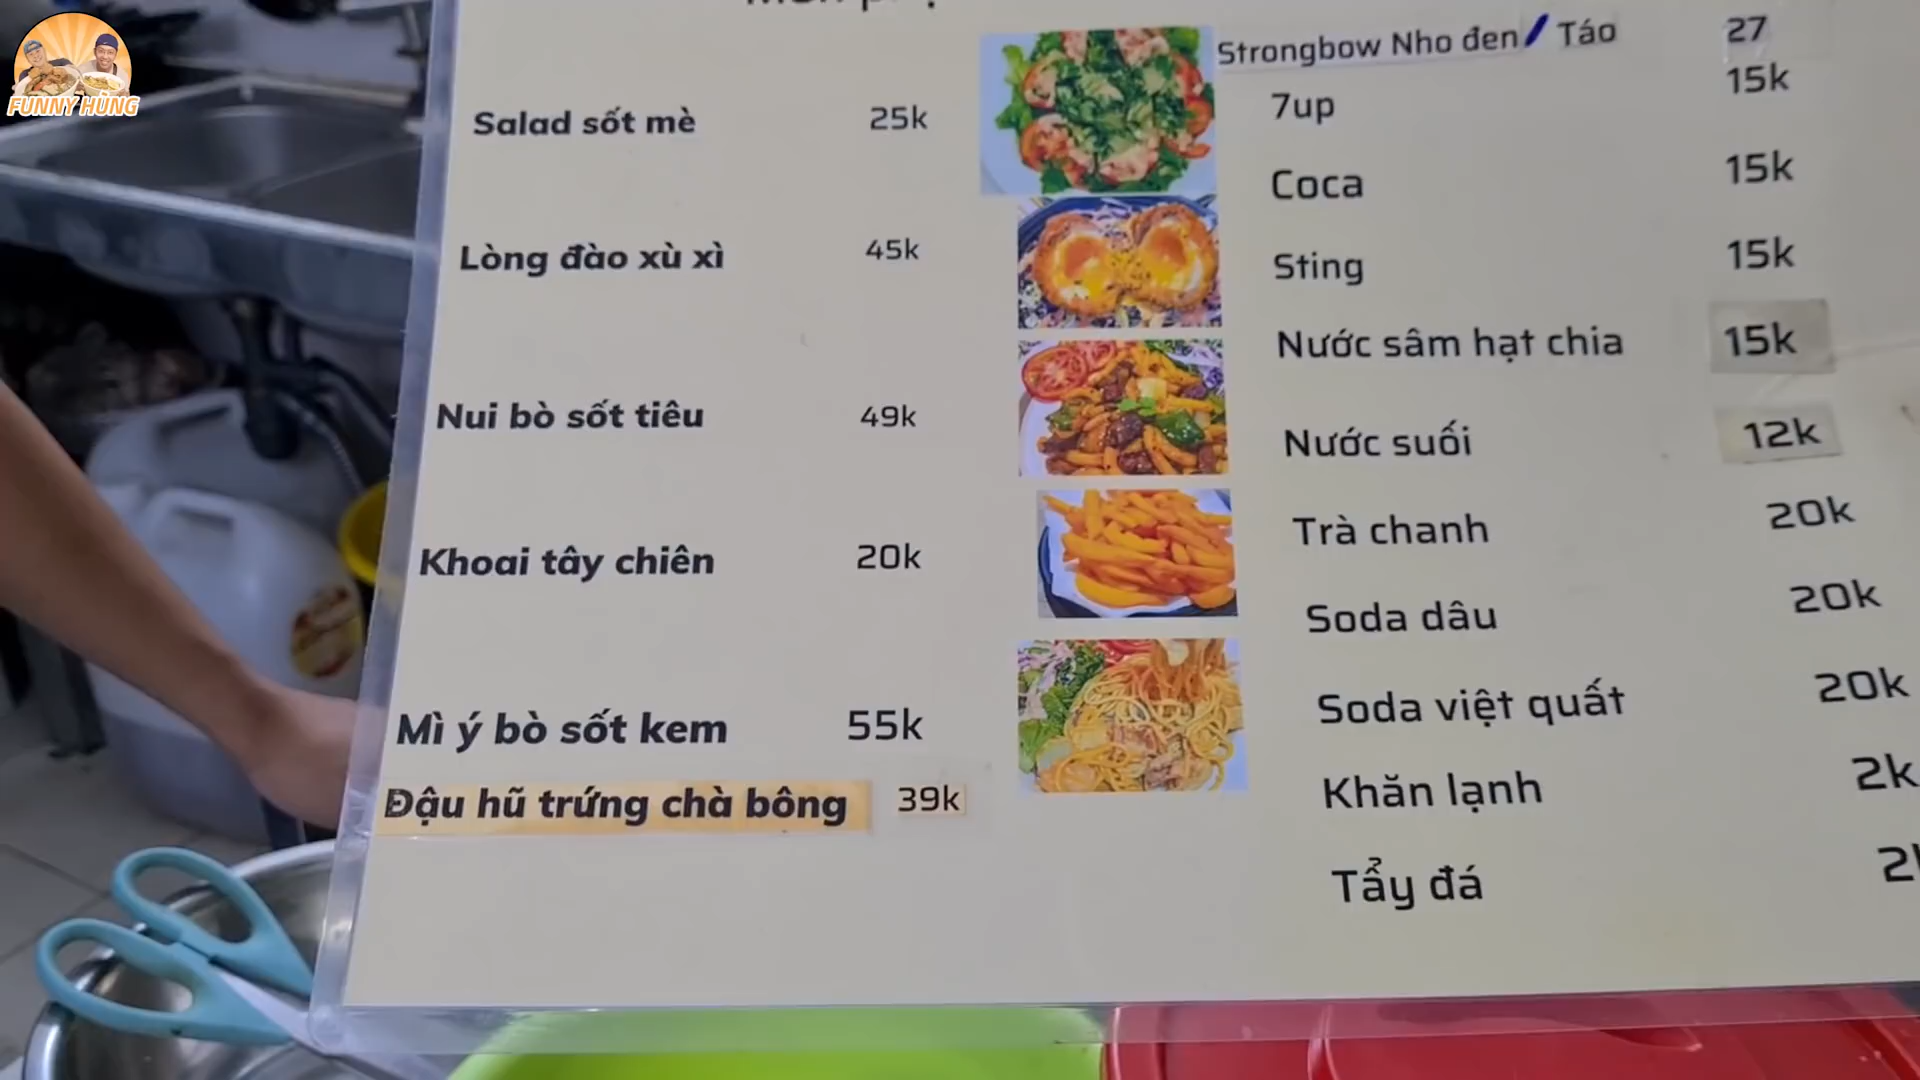 FUNNY HÙNG
Salad sốt mè 25k
Lòng đào xù xì 45k
Nui bò sốt tiêu 49k
Khoai tây chiên 20k
Mì ý bò sốt kem 55k
Đậu hũ trứng chà bông 39k
Strongbow Nho đen / Táo 27
7up 15k
Coca 15k
Sting 15k
Nước sâm hạt chia 15k
Nước suối 12k
Trà chanh 20k
Soda dâu 20k
Soda việt quất 20k
Khăn lạnh 2k
Tẩy đá